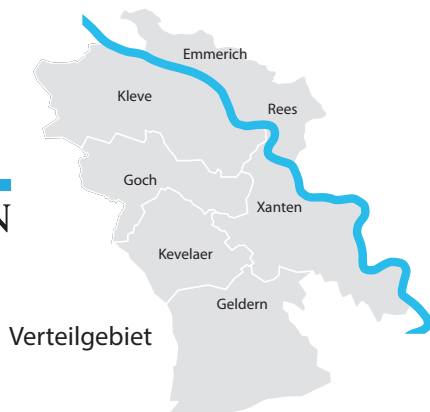 Emmerich
Kleve
Rees
Goch
Xanten
N
Kevelaer
Geldern
Verteilgebiet